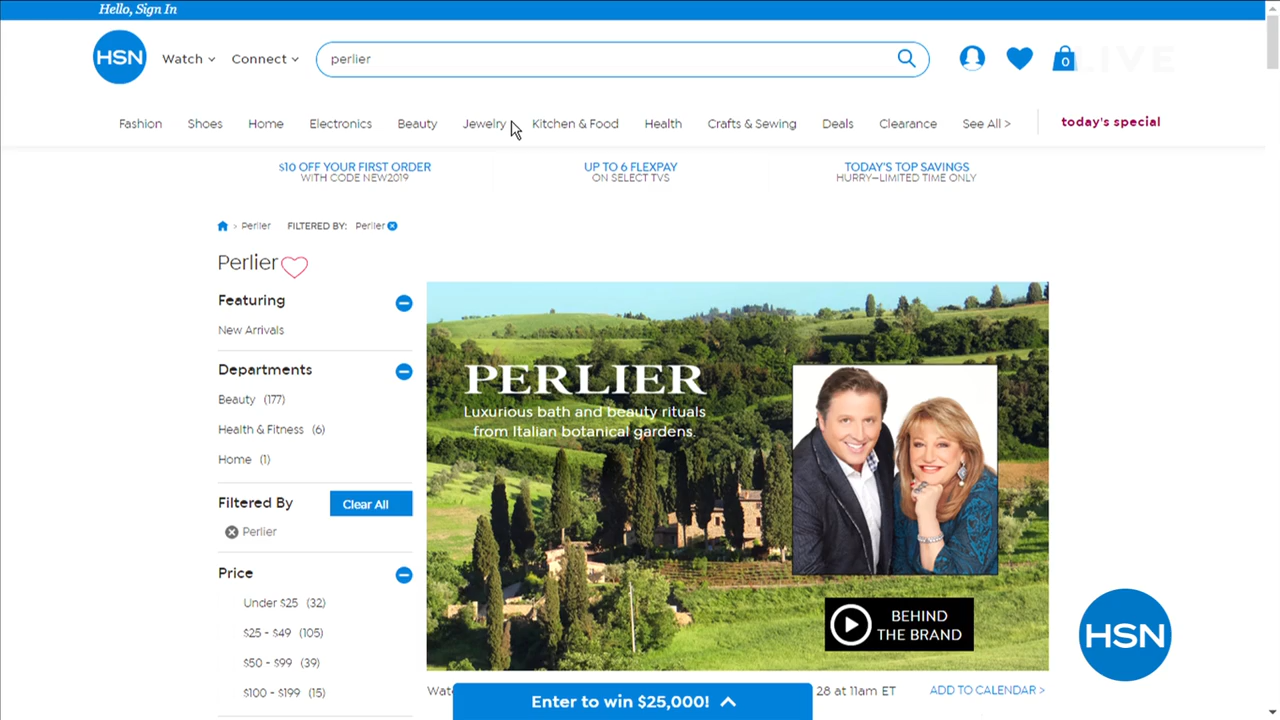 Hello, Sign In
HSN
Watch
Connect
perlier
0
LIVE
Fashion
Shoes
Home
Electronics
Beauty
Jewelry
Kitchen & Food
Health
Crafts & Sewing
Deals
Clearance
See All >
today's special
$10 OFF YOUR FIRST ORDER
WITH CODE NEW2019
UP TO 6 FLEXPAY
ON SELECT TVS
TODAY'S TOP SAVINGS
HURRY—LIMITED TIME ONLY
> Perlier FILTERED BY: Perlier
Perlier
Featuring
New Arrivals
Departments
Beauty (177)
Health & Fitness (6)
Home (1)
Filtered By
Clear All
Perlier
Price
Under $25 (32)
$25 - $49 (105)
$50 - $99 (39)
$100 - $199 (15)
PERLIER
Luxurious bath and beauty rituals
from Italian botanical gardens.
BEHIND
THE BRAND
HSN
28 at 11am ET
ADD TO CALENDAR >
Enter to win $25,000!